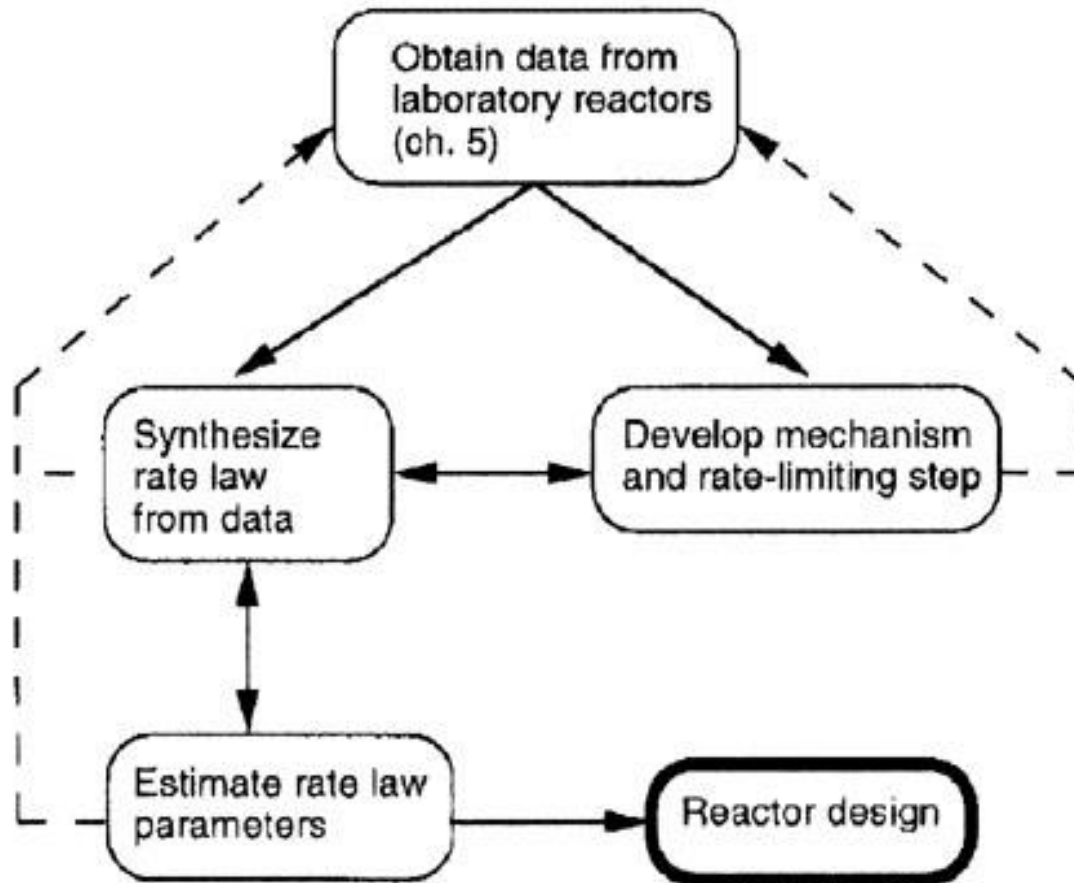 Obtain data from
laboratory reactors
(ch. 5)
Synthesize
rate law
from data
Develop mechanism
and rate-limiting step
Estimate rate law
parameters
Reactor design